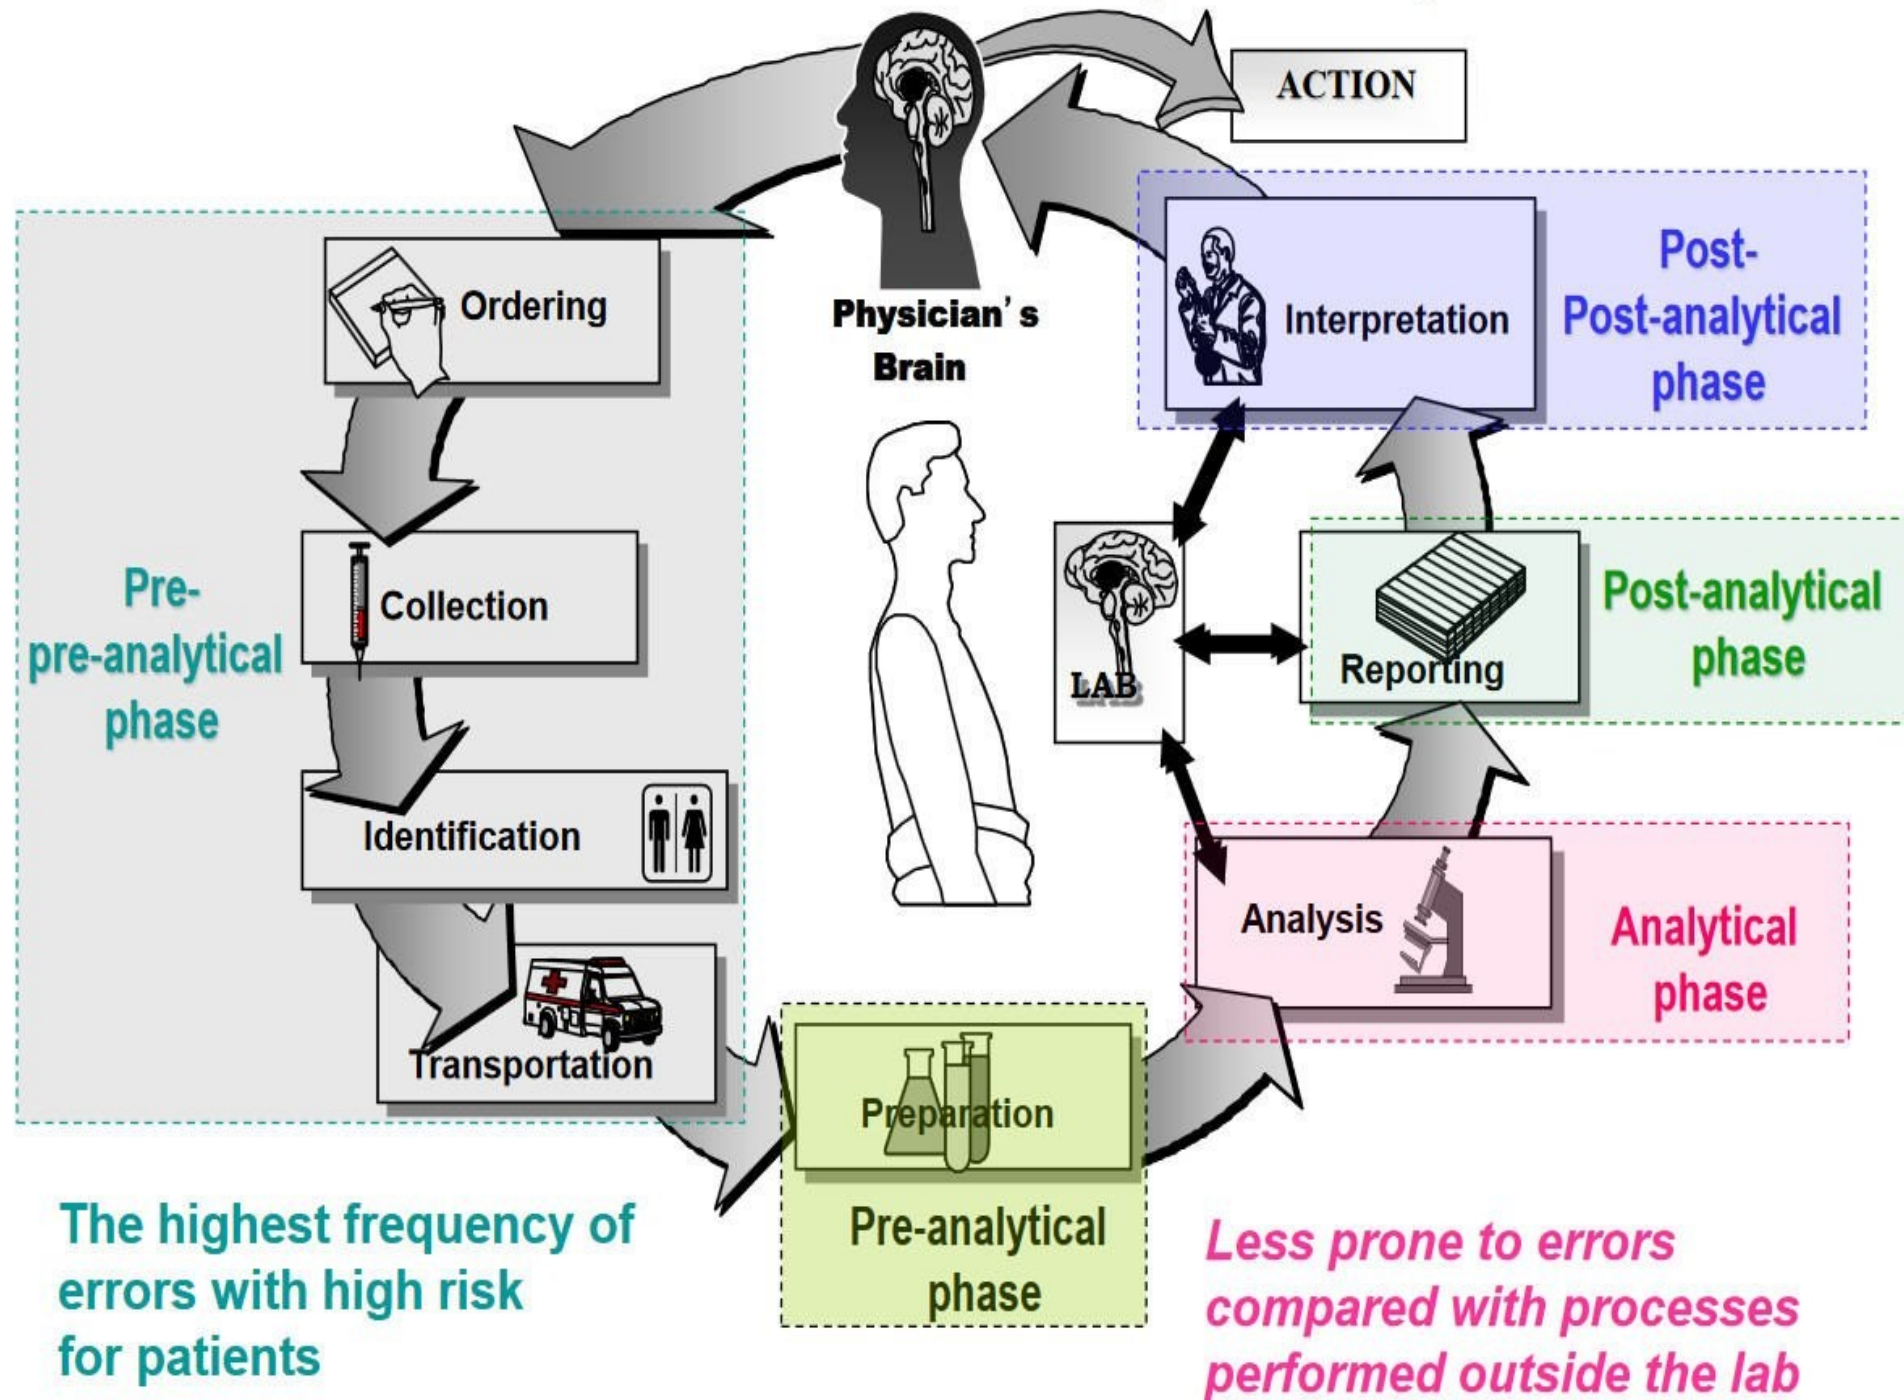 ACTION
Physician's
Brain
Ordering
Collection
Identification
Transportation
Pre-
pre-analytical
phase
Preparation
Pre-analytical
phase
Analysis
Analytical
phase
LAB
Reporting
Post-analytical
phase
Interpretation
Post-
Post-analytical
phase
The highest frequency of
errors with high risk
for patients
Less prone to errors
compared with processes
performed outside the lab